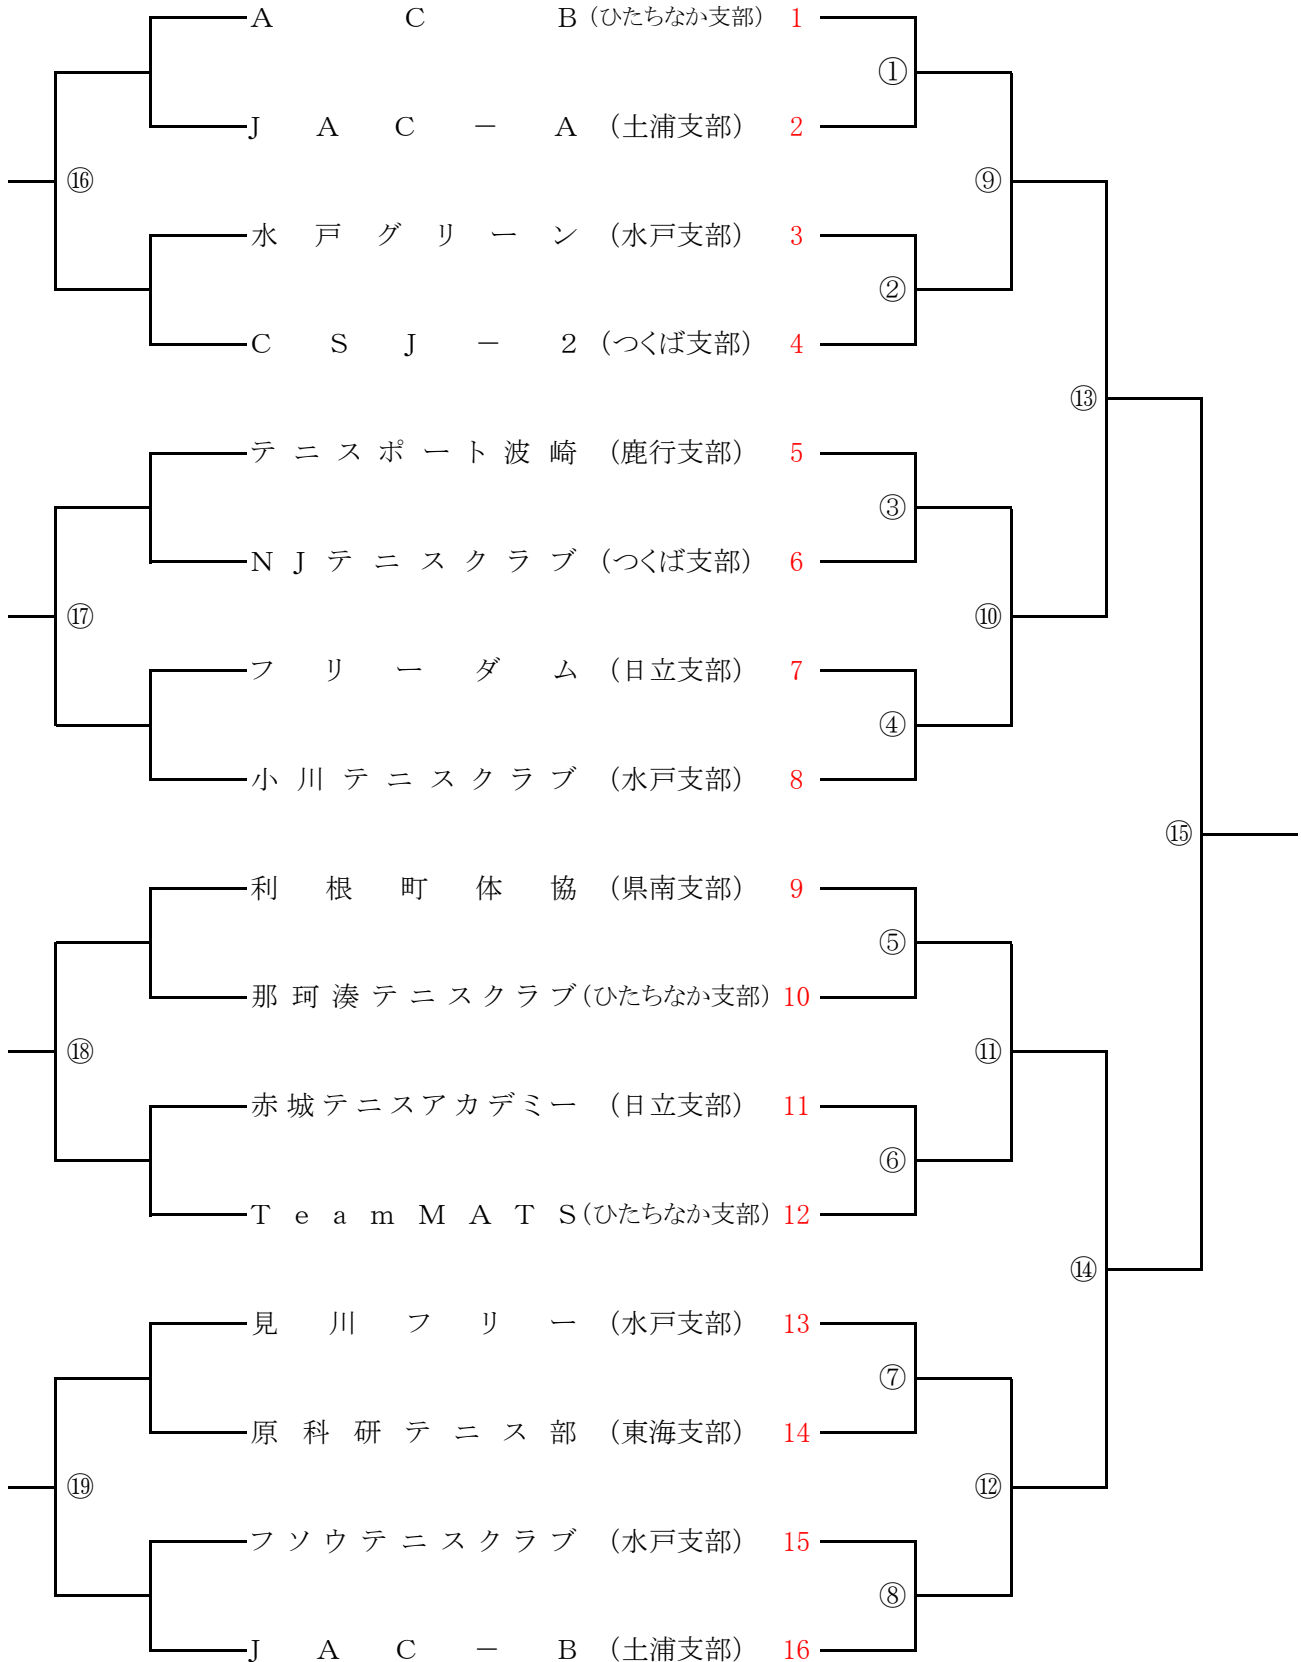 A C B (ひたちなか支部) 1
①
J A C － A (土浦支部) 2
⑯ ⑨
水戸グリーン (水戸支部) 3
②
C S J － 2 (つくば支部) 4
⑬
テニスポート波崎 (鹿行支部) 5
③
NJテニスクラブ (つくば支部) 6
⑰ ⑩
フリーダム (日立支部) 7
④
小川テニスクラブ (水戸支部) 8
⑮
利根町体協 (県南支部) 9
⑤
那珂湊テニスクラブ (ひたちなか支部) 10
⑱ ⑪
赤城テニスアカデミー (日立支部) 11
⑥
TeamMATS (ひたちなか支部) 12
⑭
見川フリー (水戸支部) 13
⑦
原科研テニス部 (東海支部) 14
⑲ ⑫
フソウテニスクラブ (水戸支部) 15
⑧
J A C － B (土浦支部) 16